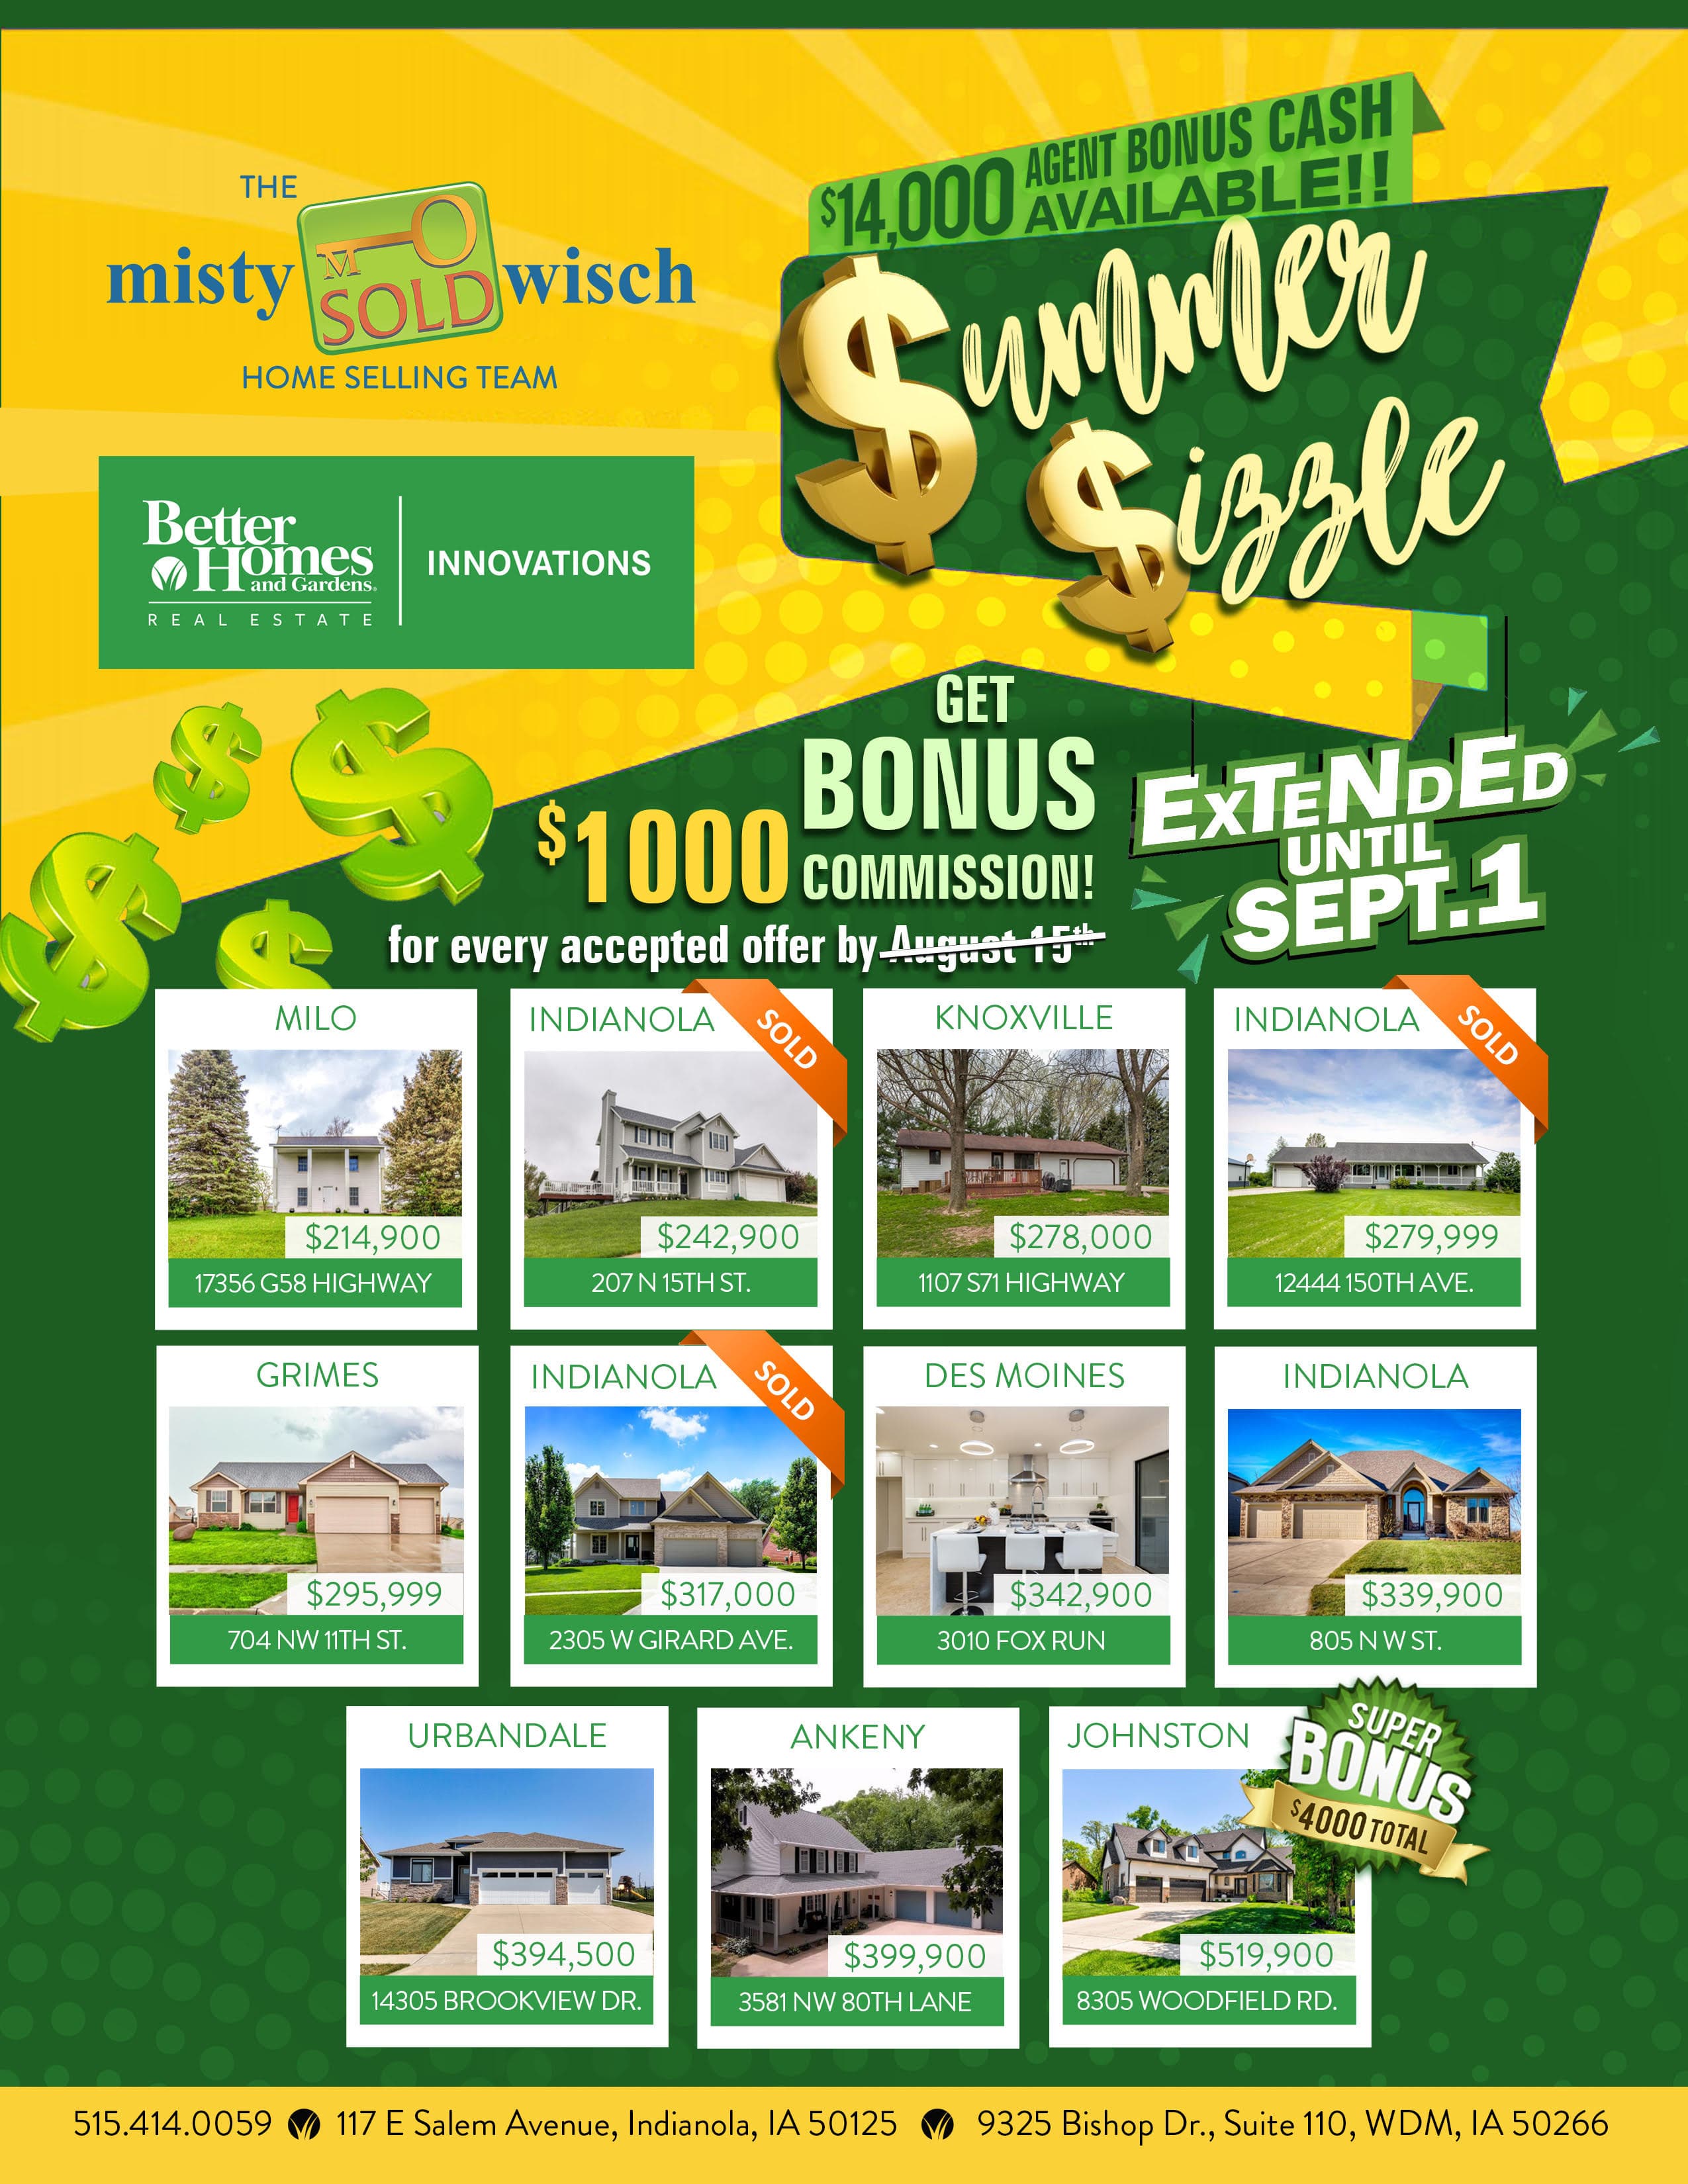 $14,000 AGENT BONUS CASH
AVAILABLE!!
$ummer
$izzle
THE
misty M SOLD wisch
HOME SELLING TEAM
Better
Homes
and Gardens.
REAL ESTATE
INNOVATIONS
GET
$1000 BONUS
COMMISSION!
for every accepted offer by August 15th
EXTENDED
UNTIL
SEPT.1
MILO
$214,900
17356 G58 HIGHWAY
INDIANOLA
SOLD
$242,900
207 N 15TH ST.
KNOXVILLE
$278,000
1107 S71 HIGHWAY
INDIANOLA
SOLD
$279,999
12444 150TH AVE.
GRIMES
$295,999
704 NW 11TH ST.
INDIANOLA
SOLD
$317,000
2305 W GIRARD AVE.
DES MOINES
$342,900
3010 FOX RUN
INDIANOLA
$339,900
805 N W ST.
URBANDALE
$394,500
14305 BROOKVIEW DR.
ANKENY
$399,900
3581 NW 80TH LANE
JOHNSTON
SUPER
BONUS
$4000 TOTAL
$519,900
8305 WOODFIELD RD.
515.414.0059 117 E Salem Avenue, Indianola, IA 50125 9325 Bishop Dr., Suite 110, WDM, IA 50266